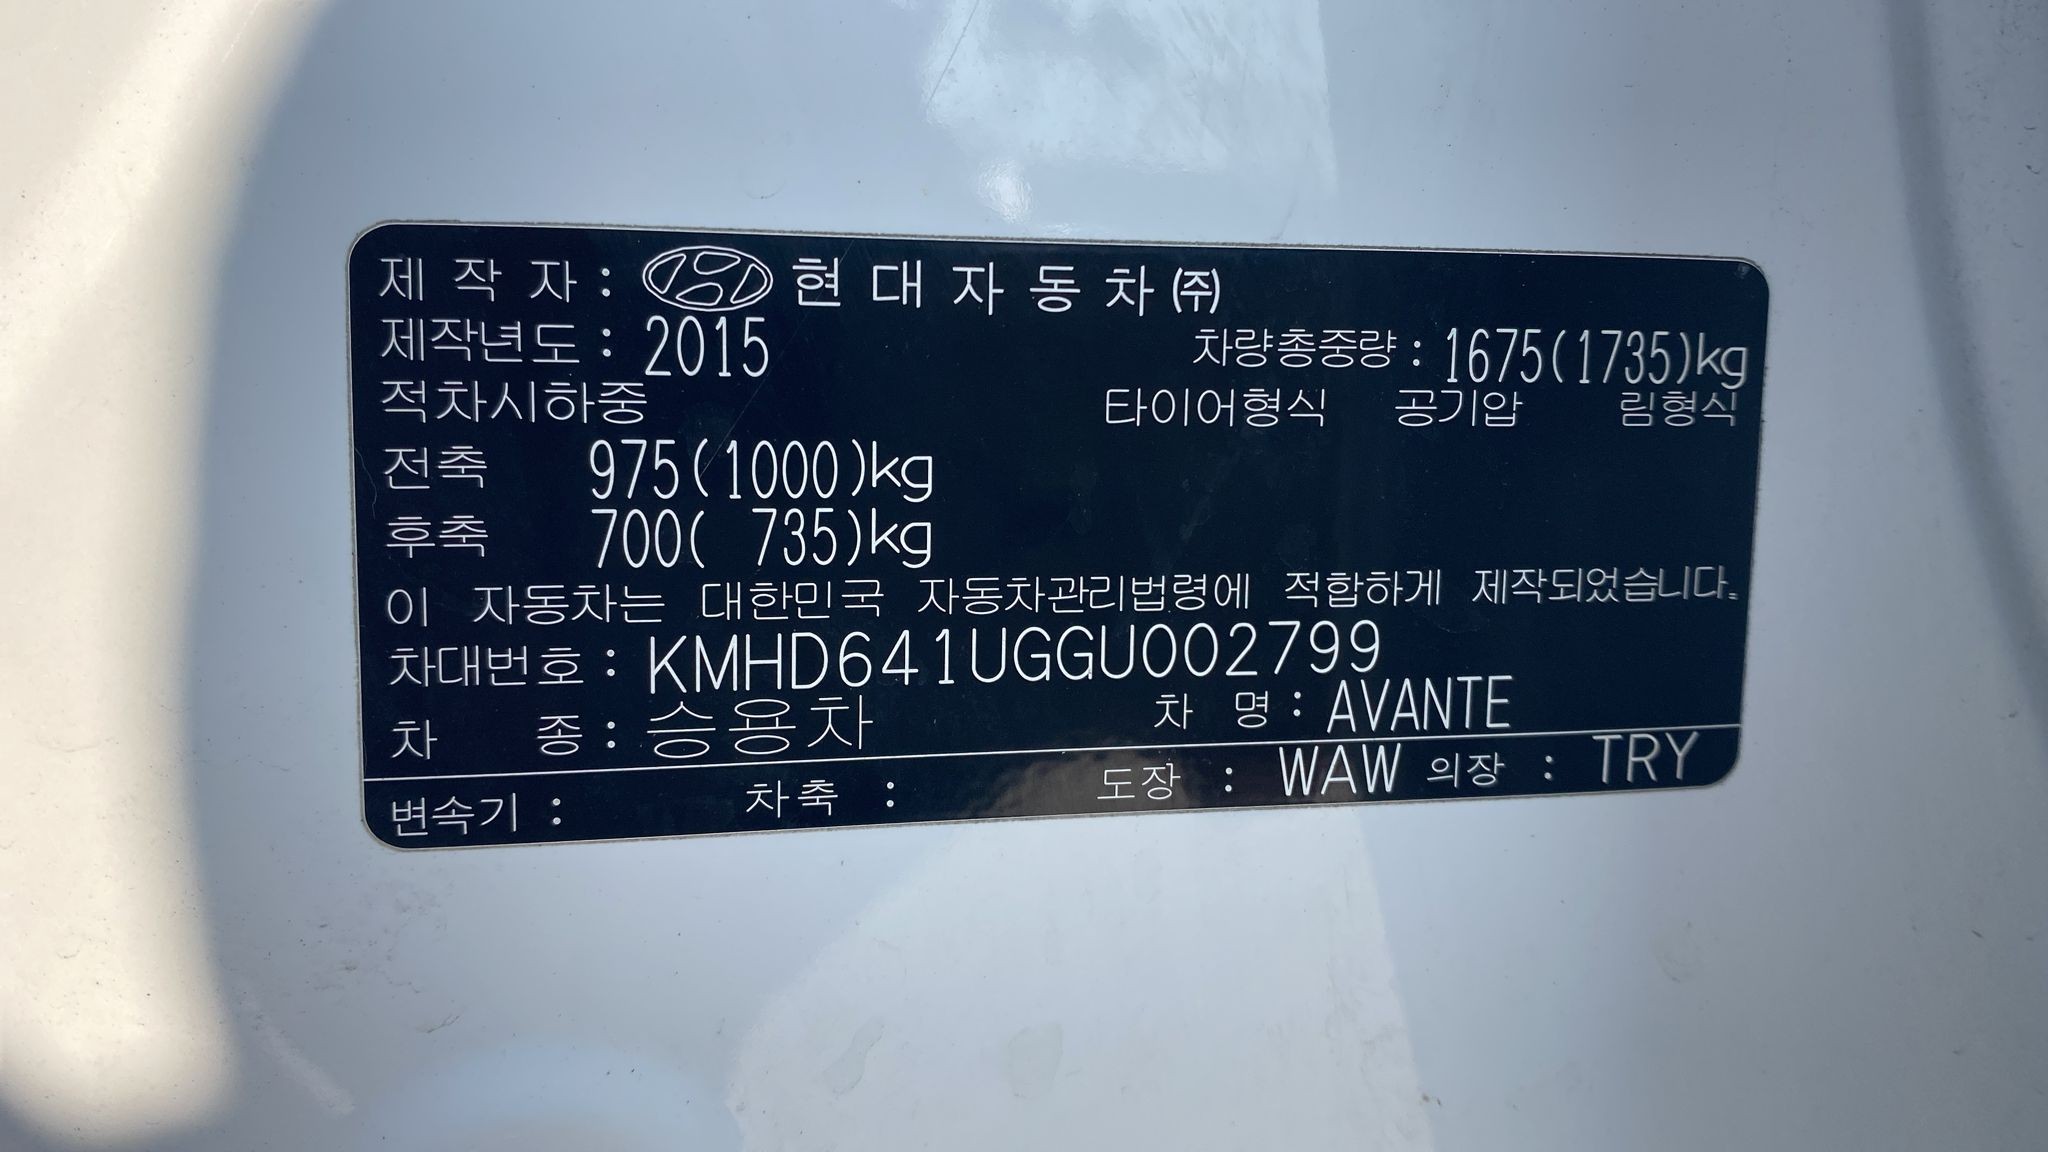 제 작 자 : 현 대 자 동 차 ㈜
제작년도 : 2015 차량총중량 : 1675(1735)kg
적차시하중 타이어형식 공기압 림형식
전축 975(1000)kg
후축 700( 735)kg
이 자동차는 대한민국 자동차관리법령에 적합하게 제작되었습니다.
차대번호 : KMHD641UGGU002799
차 종 : 승용차 차 명 : AVANTE
변속기 : 차축 : 도장 : WAW 의장 : TRY